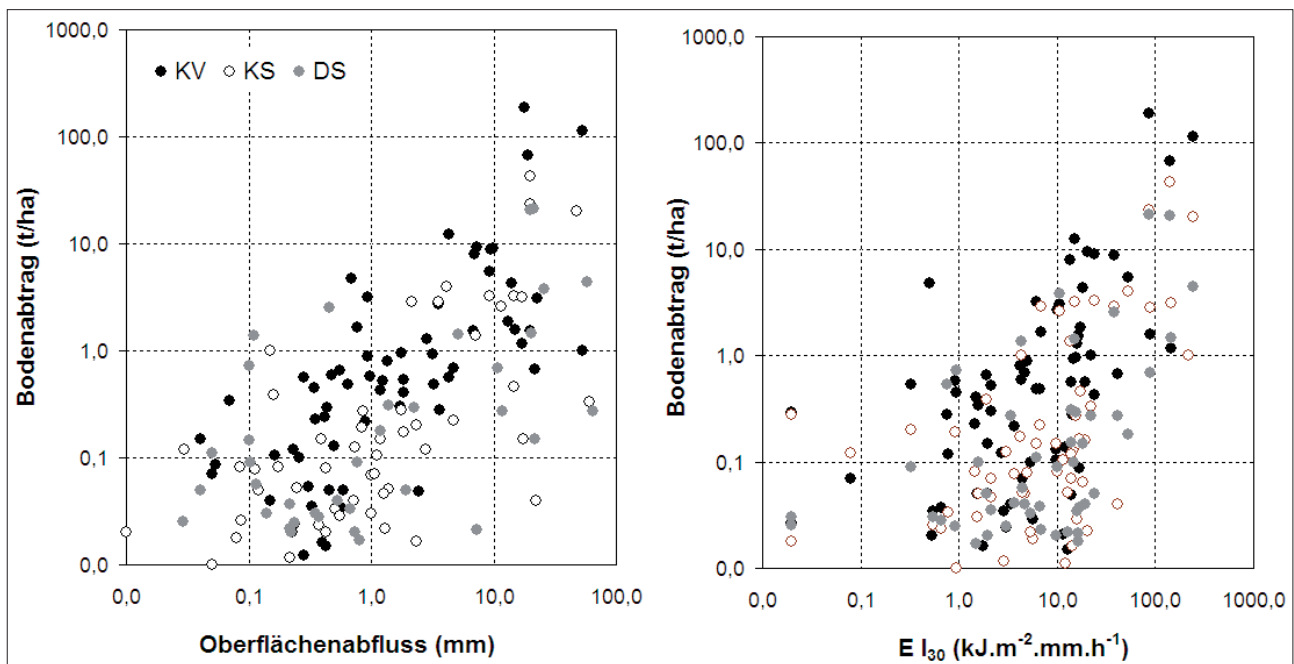 1000,0
100,0
10,0
1,0
0,1
0,0
Bodenabtrag (t/ha)
KV KS DS
0,0 0,1 1,0 10,0 100,0
Oberflächenabfluss (mm)
1000,0
100,0
10,0
1,0
0,1
0,0
Bodenabtrag (t/ha)
0,0 0,1 1,0 10,0 100,0 1000,0
E I₃₀ (kJ.m⁻².mm.h⁻¹)